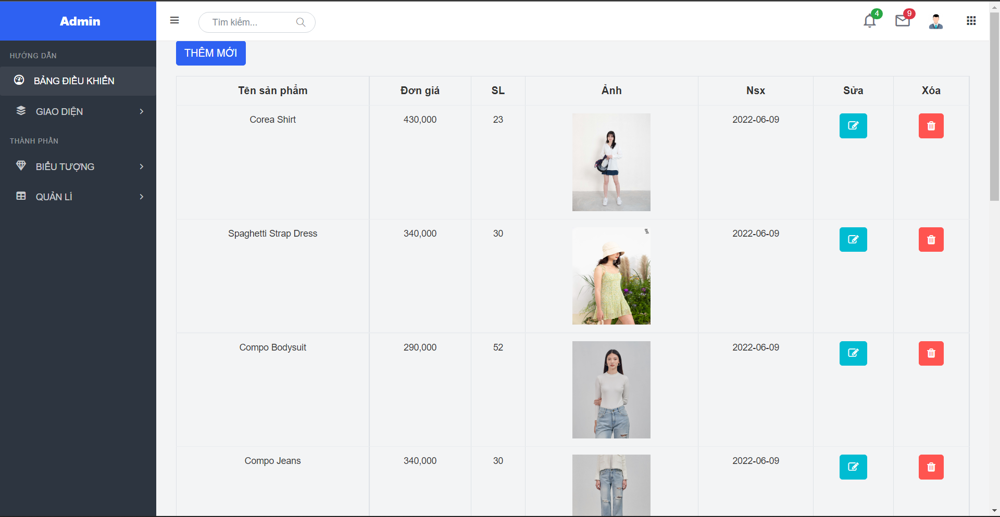 Admin
Tìm kiếm...
4
9
HƯỚNG DẪN
BẢNG ĐIỀU KHIỂN
GIAO DIỆN
THÀNH PHẦN
BIỂU TƯỢNG
QUẢN LÍ
THÊM MỚI
Tên sản phẩm Đơn giá SL Ảnh Nsx Sửa Xóa
Corea Shirt 430,000 23 2022-06-09
Spaghetti Strap Dress 340,000 30 2022-06-09
Compo Bodysuit 290,000 52 2022-06-09
Compo Jeans 340,000 30 2022-06-09